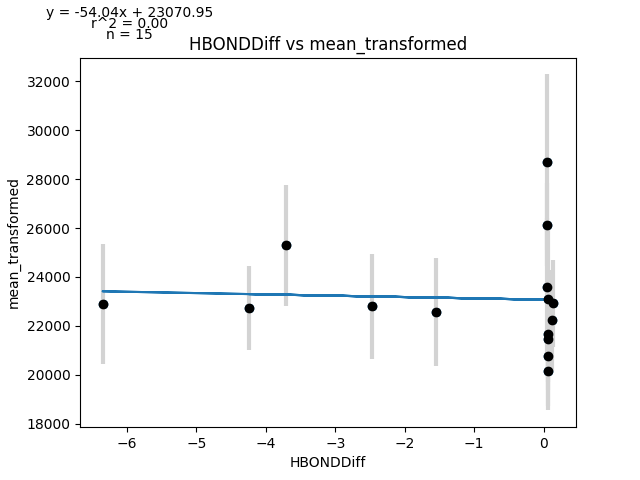 y = -54.04x + 23070.95
r^2 = 0.00
n = 15
HBONDDiff vs mean_transformed
32000
30000
28000
26000
24000
22000
20000
18000
mean_transformed
−6
−5
−4
−3
−2
−1
0
HBONDDiff